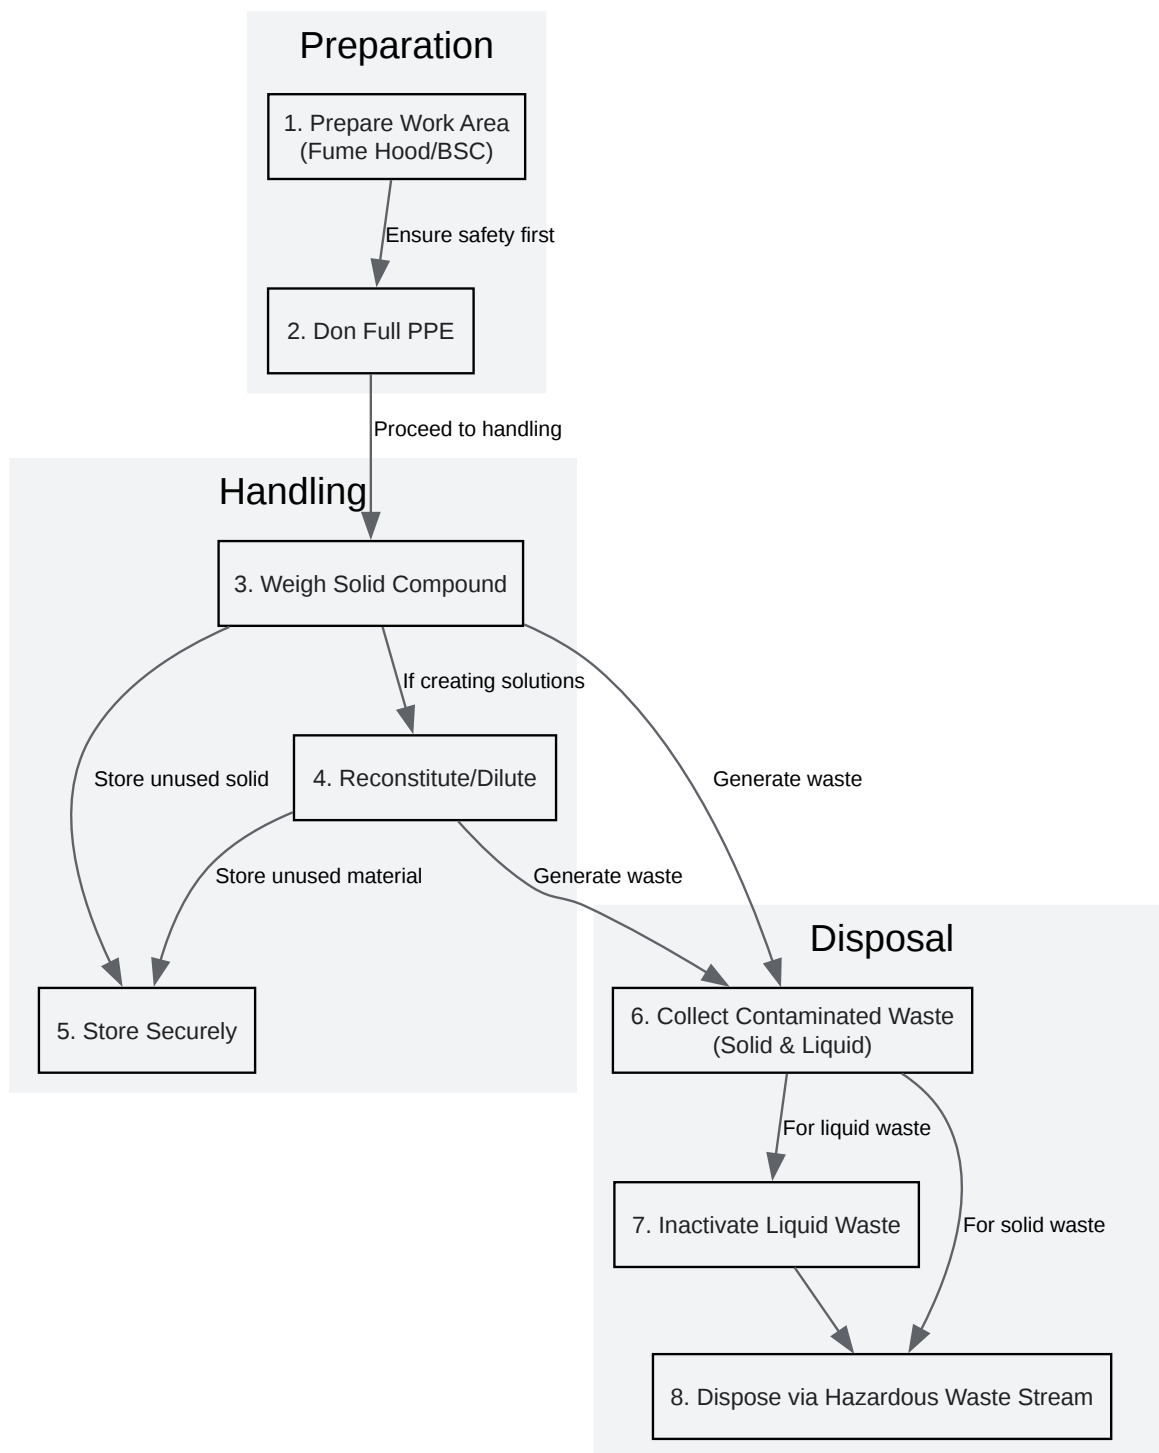 Preparation
1. Prepare Work Area
(Fume Hood/BSC)
Ensure safety first
2. Don Full PPE
Proceed to handling
Handling
3. Weigh Solid Compound
If creating solutions
Store unused solid
4. Reconstitute/Dilute
Generate waste
Store unused material
Generate waste
Disposal
5. Store Securely
6. Collect Contaminated Waste
(Solid & Liquid)
For liquid waste
7. Inactivate Liquid Waste
For solid waste
8. Dispose via Hazardous Waste Stream